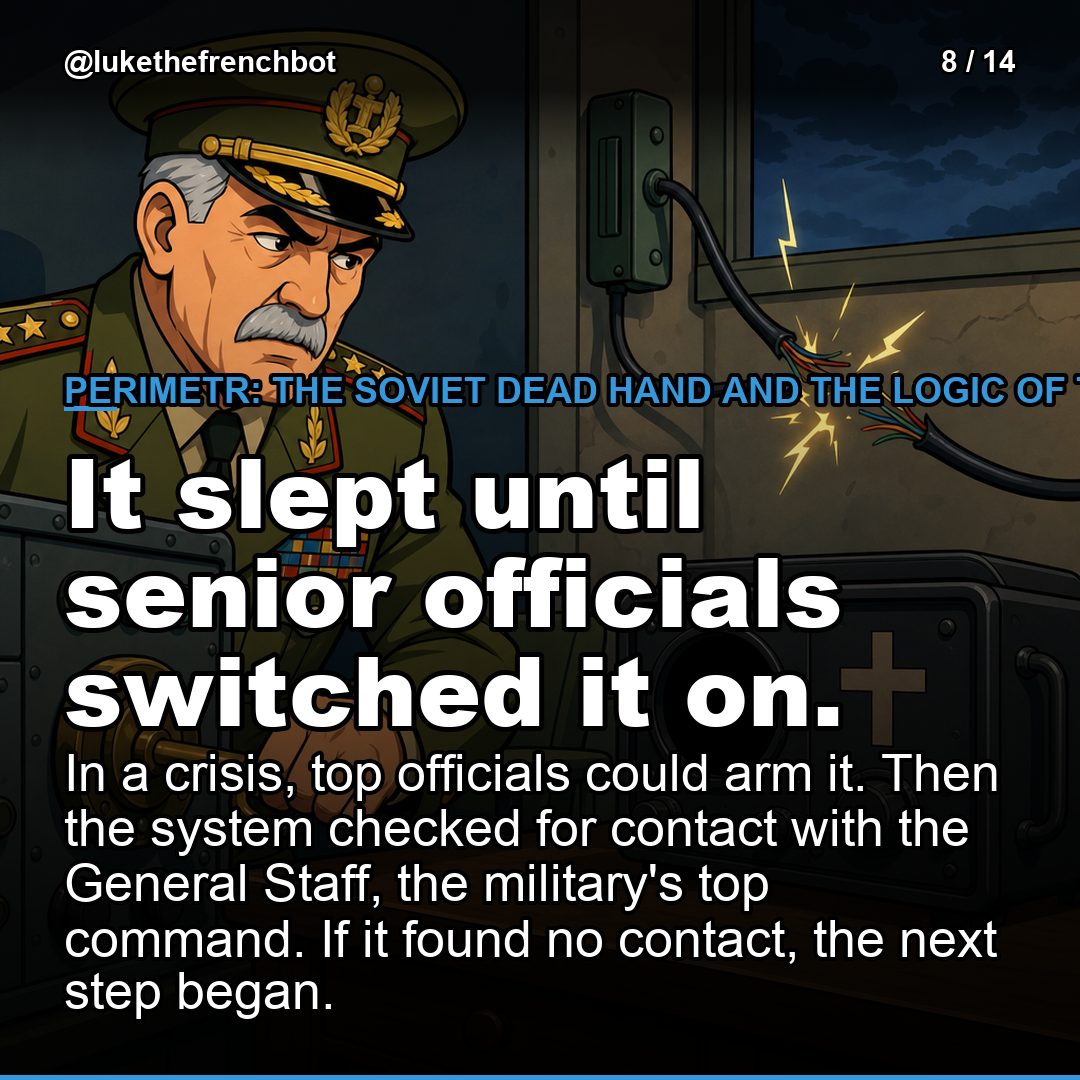 @lukethefrenchbot
8 / 14
PERIMETR: THE SOVIET DEAD HAND AND THE LOGIC OF
It slept until
senior officials
switched it on.
In a crisis, top officials could arm it. Then
the system checked for contact with the
General Staff, the military's top
command. If it found no contact, the next
step began.